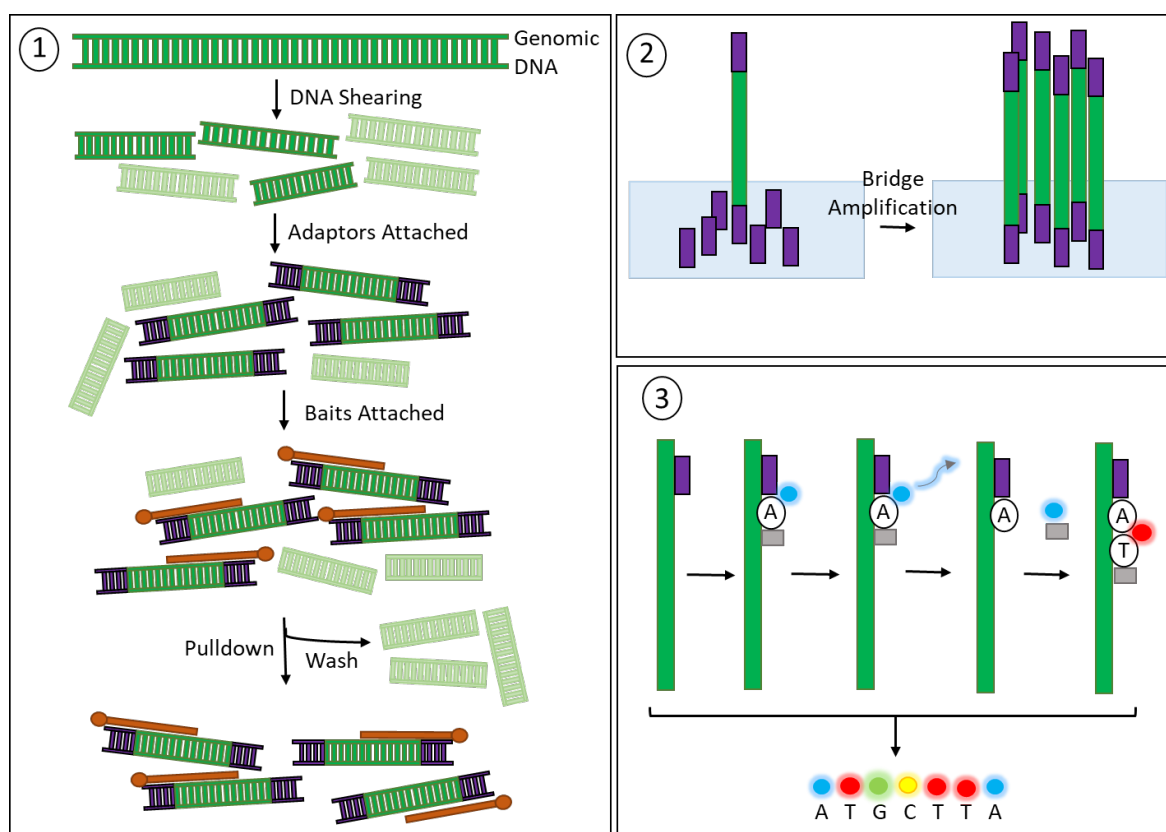 1
Genomic
DNA
DNA Shearing
Adaptors Attached
Baits Attached
Pulldown
Wash
2
Bridge
Amplification
3
A
A
A
A
T
A T G C T T A